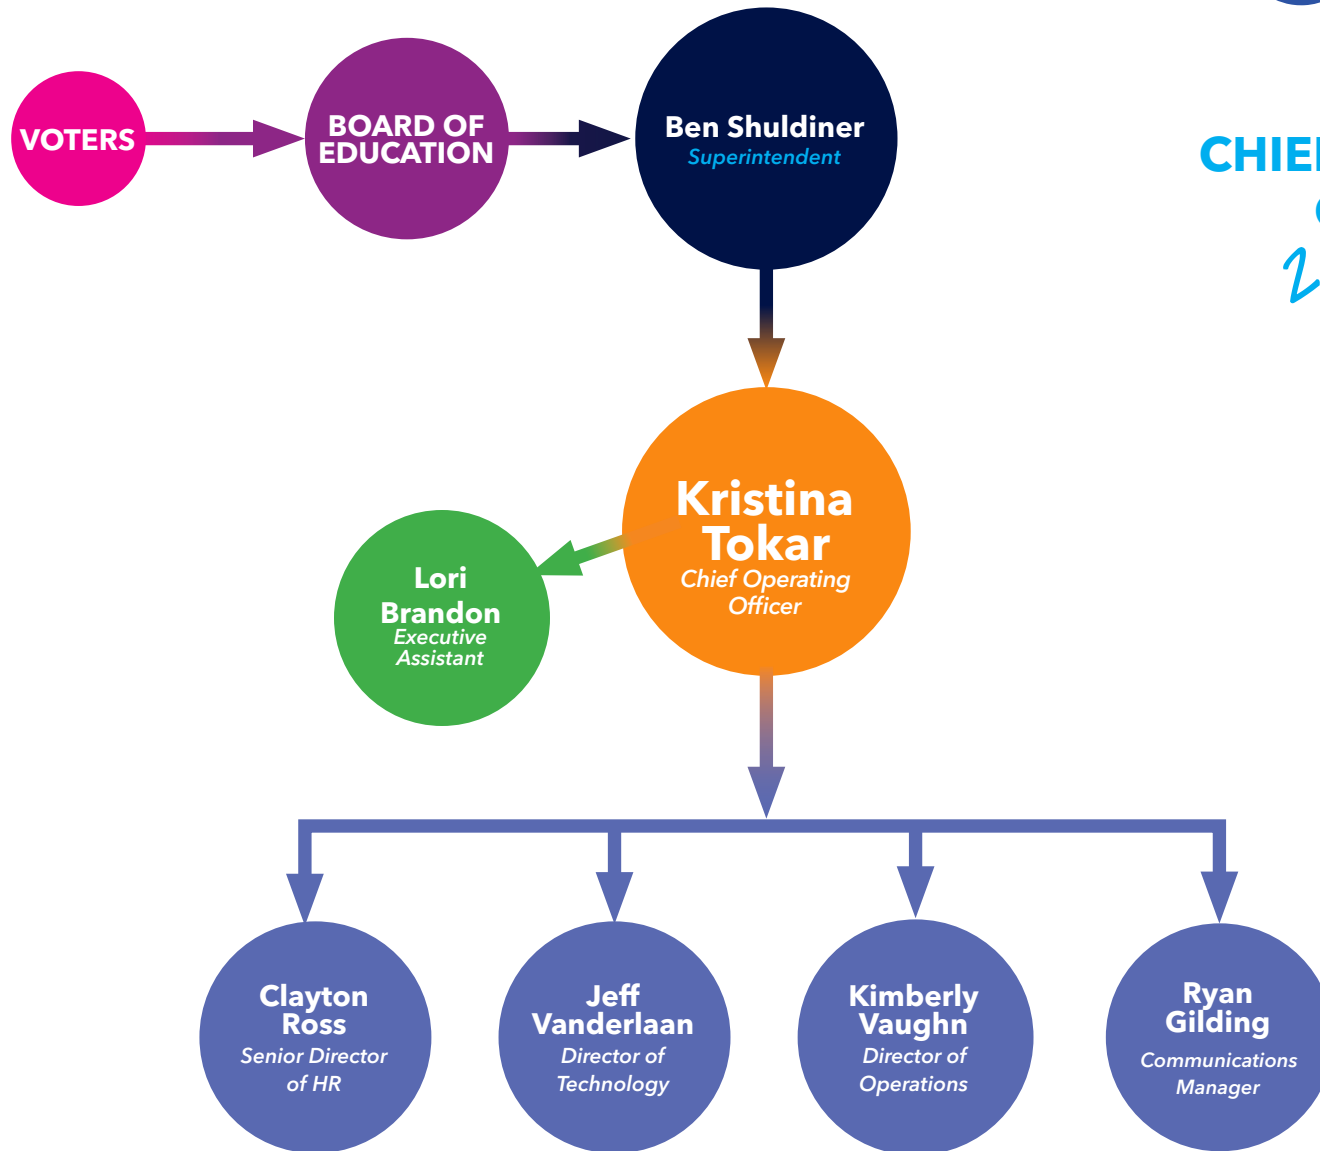 VOTERS
BOARD OF
EDUCATION
Ben Shuldiner
Superintendent
Kristina
Tokar
Chief Operating
Officer
Lori
Brandon
Executive
Assistant
Clayton
Ross
Senior Director
of HR
Jeff
Vanderlaan
Director of
Technology
Kimberly
Vaughn
Director of
Operations
Ryan
Gilding
Communications
Manager